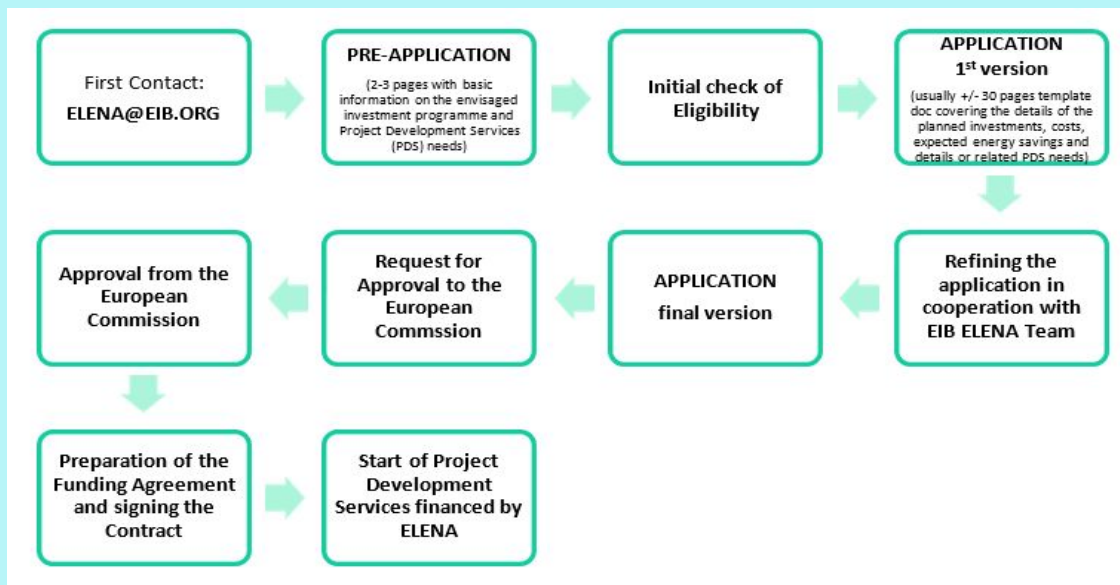 First Contact:
ELENA@EIB.ORG
PRE-APPLICATION
(2-3 pages with basic
information on the envisaged
investment programme and
Project Development Services
(PDS) needs)
Initial check of
Eligibility
APPLICATION
1st version
(usually +/- 30 pages template
doc covering the details of the
planned investments, costs,
expected energy savings and
details or related PDS needs)
Refining the
application in
cooperation with
EIB ELENA Team
APPLICATION
final version
Request for
Approval to the
European
Commssion
Approval from the
European
Commission
Preparation of the
Funding Agreement
and signing the
Contract
Start of Project
Development
Services financed by
ELENA